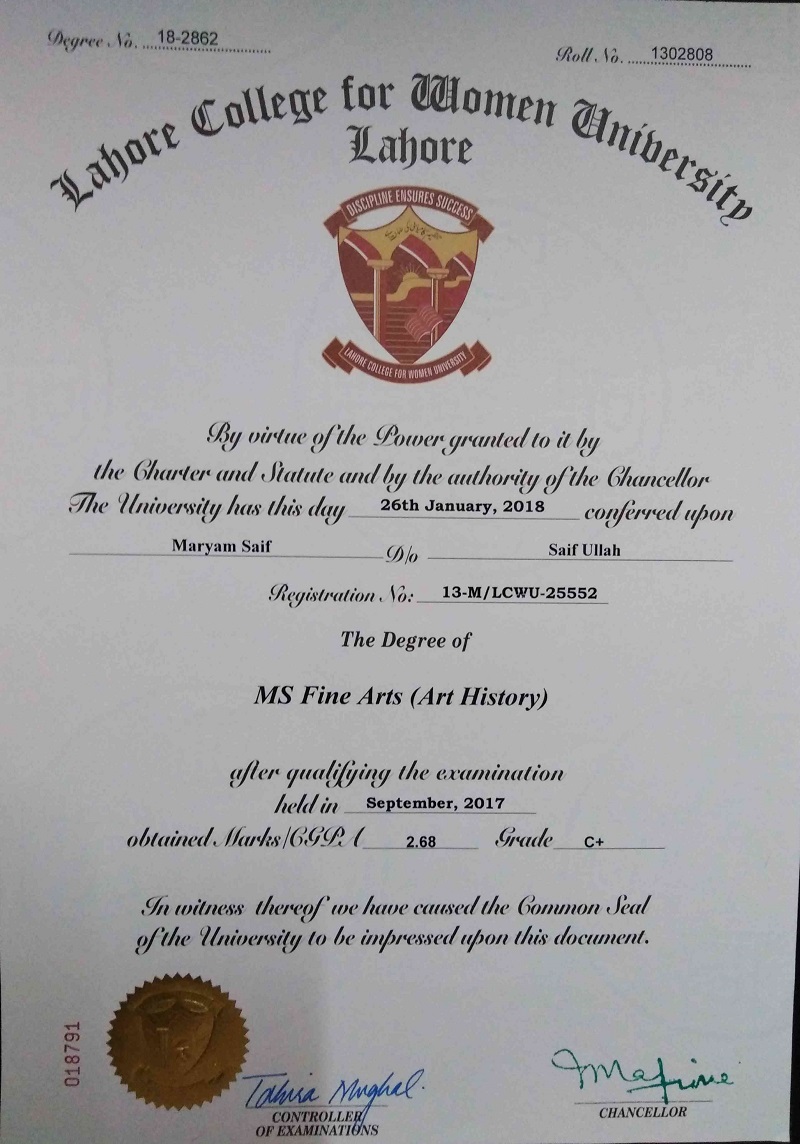 Degree No. 18-2862
Roll No. 1302808
Lahore College for Women University
Lahore
DISCIPLINE ENSURES SUCCESS
LAHORE COLLEGE FOR WOMEN UNIVERSITY
By virtue of the Power granted to it by
the Charter and Statute and by the authority of the Chancellor
The University has this day 26th January, 2018 conferred upon
Maryam Saif D/o Saif Ullah
Registration No: 13-M/LCWU-25552
The Degree of
MS Fine Arts (Art History)
after qualifying the examination
held in September, 2017
obtained Marks/CGPA 2.68 Grade C+
In witness thereof we have caused the Common Seal
of the University to be impressed upon this document.
018791
Tahira Mughal.
CONTROLLER
OF EXAMINATIONS
CHANCELLOR